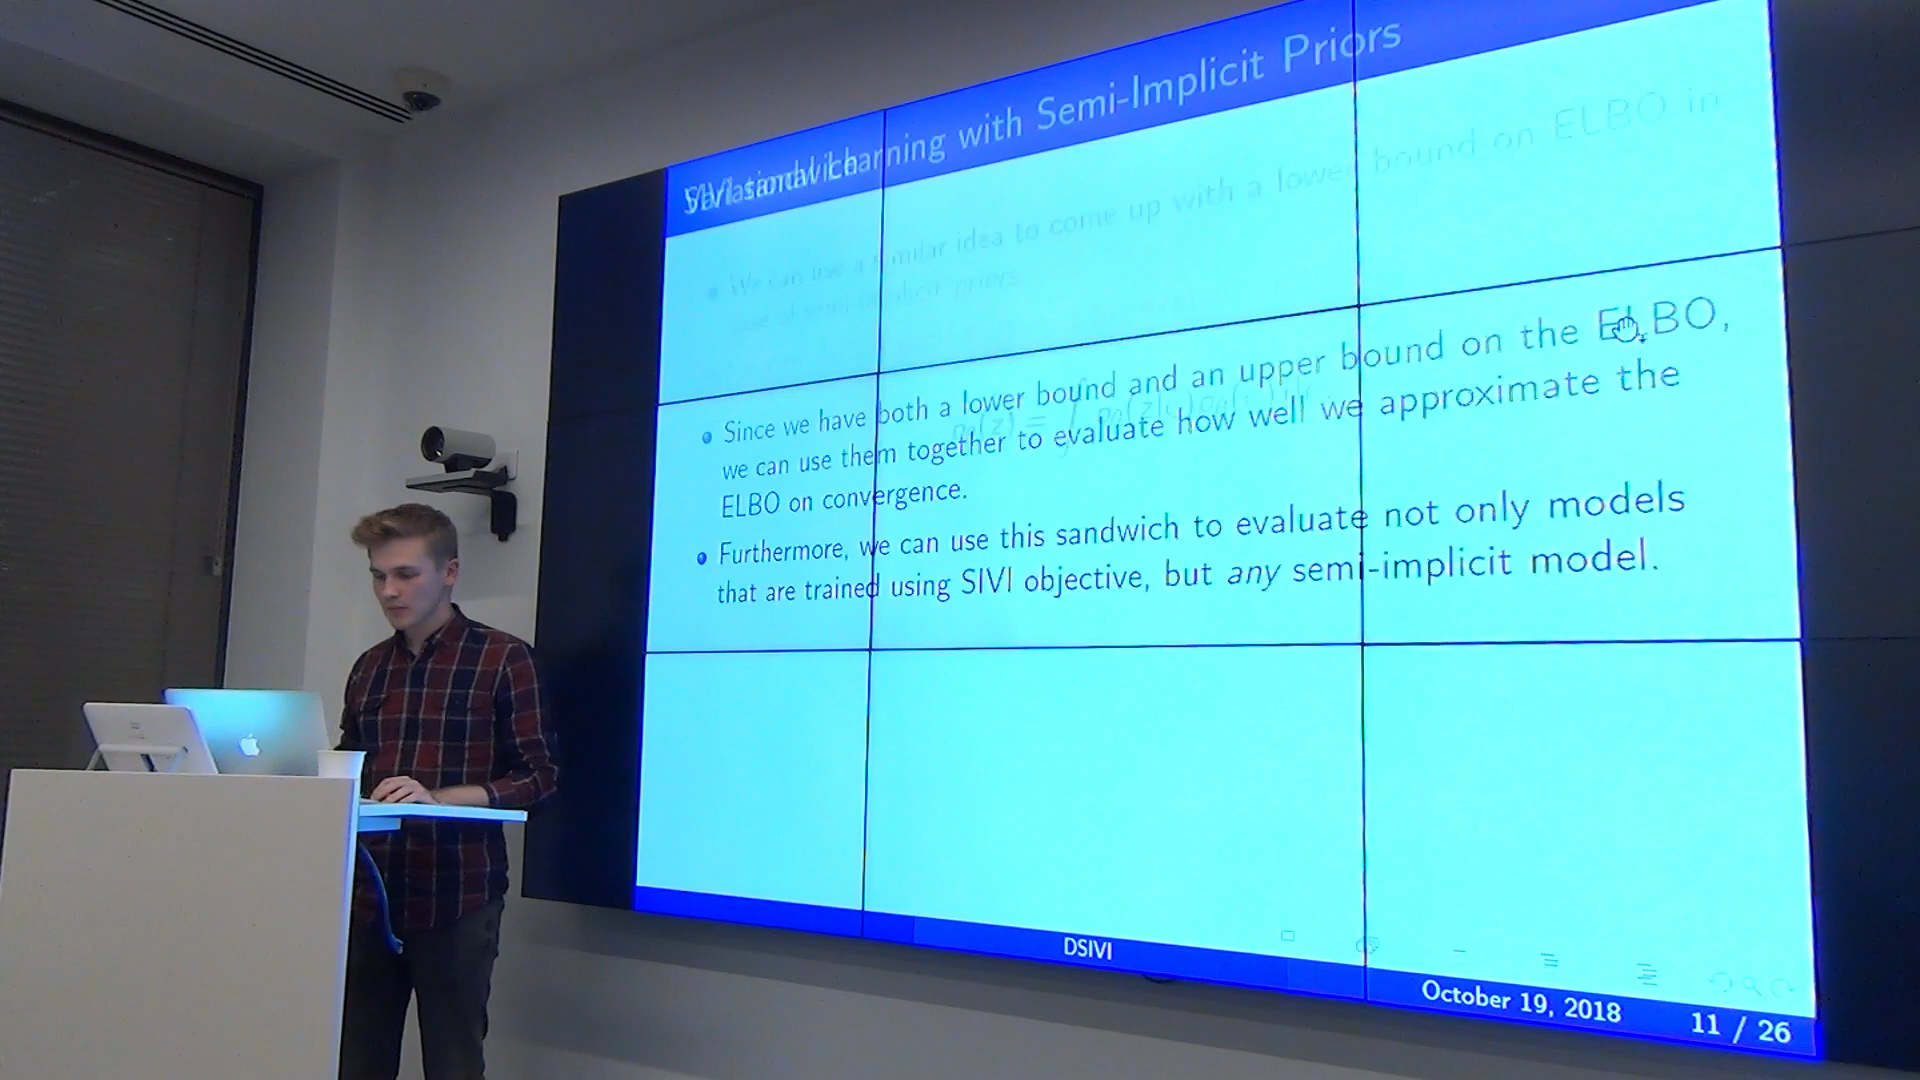 SIVI sandwich
Variational Learning with Semi-Implicit Priors
We can use a similar idea to come up with a lower bound on ELBO in
case of semi-implicit priors
Since we have both a lower bound and an upper bound on the ELBO,
we can use them together to evaluate how well we approximate the
ELBO on convergence.
Furthermore, we can use this sandwich to evaluate not only models
that are trained using SIVI objective, but any semi-implicit model.
DSIVI
October 19, 2018
11 / 26